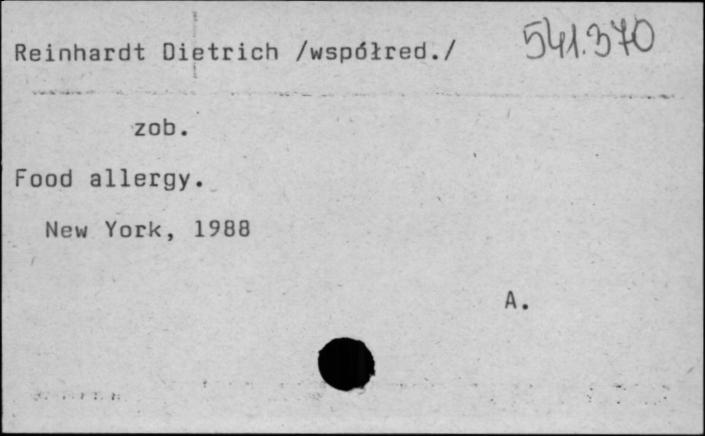 Reinhardt Dietrich /współred./
541.370
zob.
Food allergy.
New York, 1988
A.